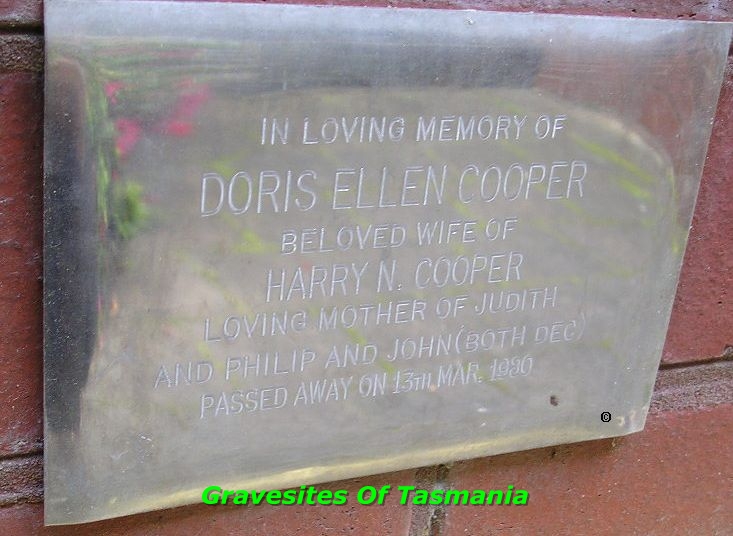 IN LOVING MEMORY OF
DORIS ELLEN COOPER
BELOVED WIFE OF
HARRY N. COOPER
LOVING MOTHER OF JUDITH
AND PHILIP AND JOHN (BOTH DEC)
PASSED AWAY ON 13TH MAR. 1980
©
Gravesites Of Tasmania